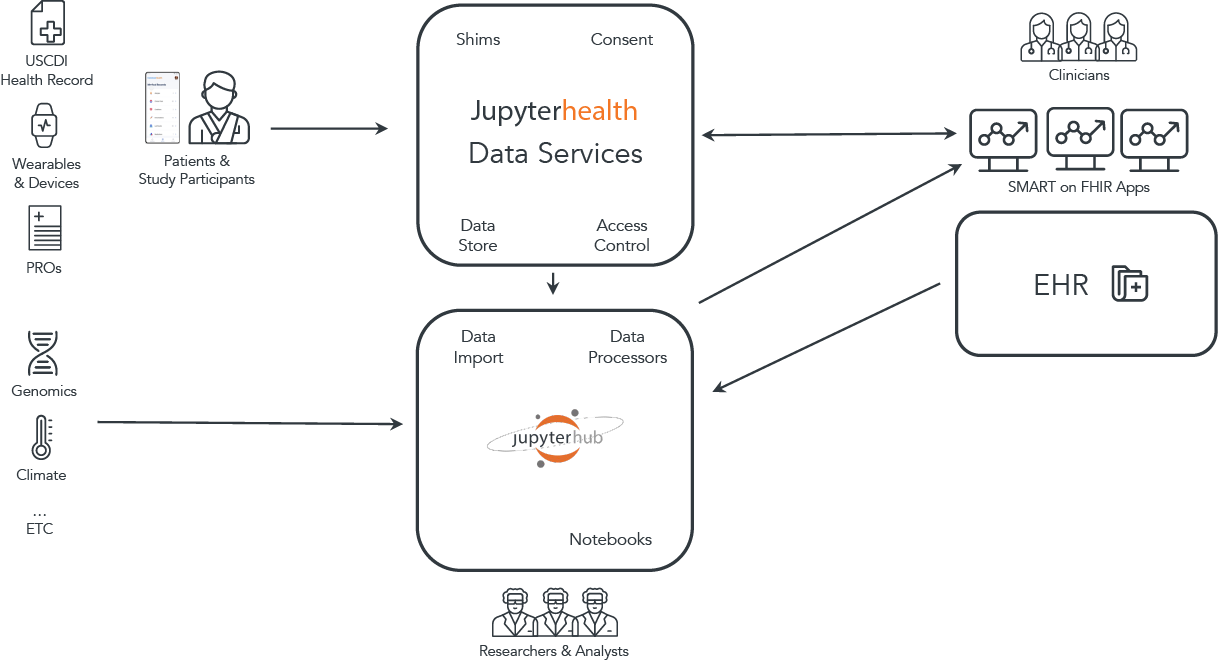 USCDI
Health Record
Wearables
& Devices
PROs
Patients &
Study Participants
Shims
Consent
Jupyterhealth
Data Services
Data
Store
Access
Control
Clinicians
SMART on FHIR Apps
EHR
Genomics
Climate
...
ETC
Data
Import
Data
Processors
jupyterhub
Notebooks
Researchers & Analysts